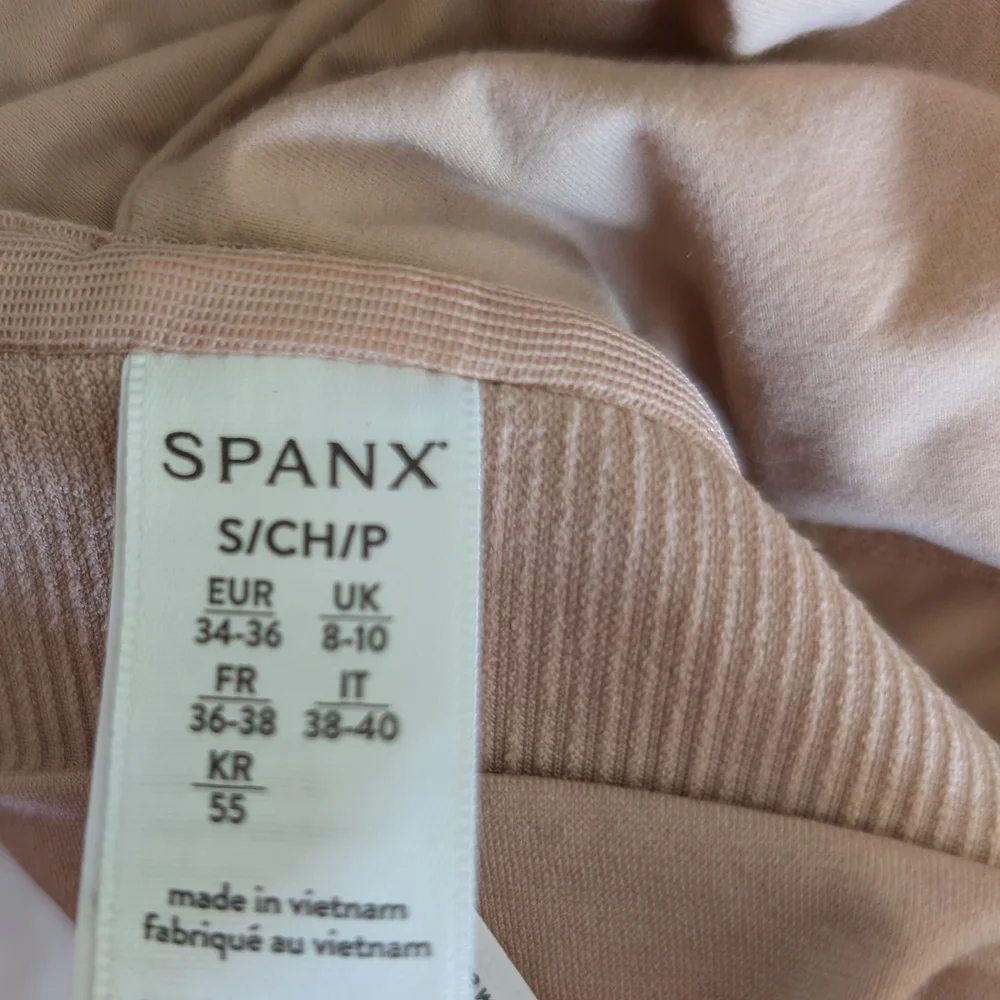 SPANX
S/CH/P
EUR UK
34-36 8-10
FR IT
36-38 38-40
KR
55
made in vietnam
fabriqué au vietnam